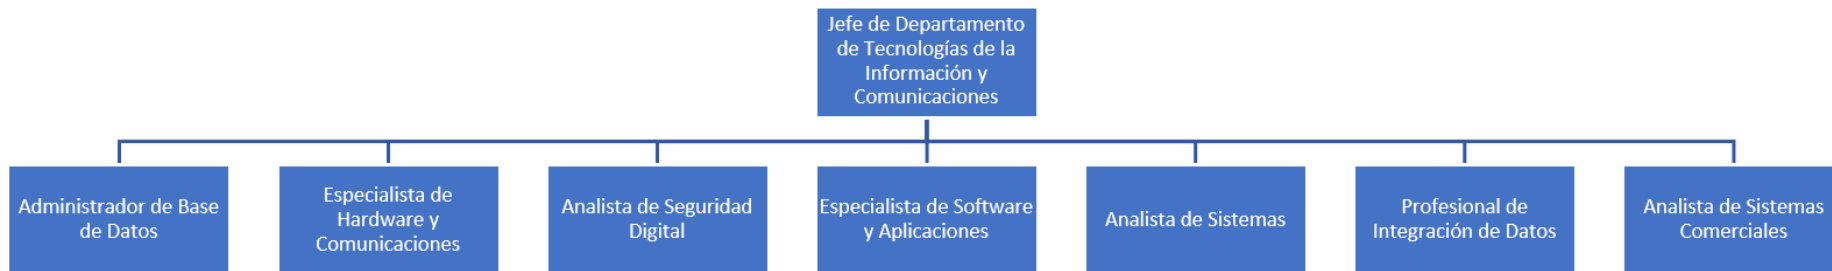 Jefe de Departamento
de Tecnologías de la
Información y
Comunicaciones
Administrador de Base
de Datos
Especialista de
Hardware y
Comunicaciones
Analista de Seguridad
Digital
Especialista de Software
y Aplicaciones
Analista de Sistemas
Profesional de
Integración de Datos
Analista de Sistemas
Comerciales